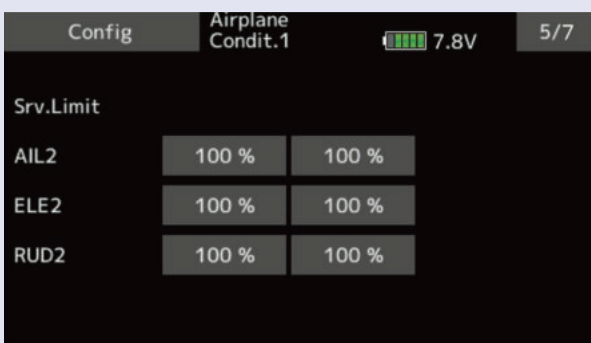 Config Airplane Condit.1 7.8V 5/7
Srv.Limit
AIL2 100 % 100 %
ELE2 100 % 100 %
RUD2 100 % 100 %